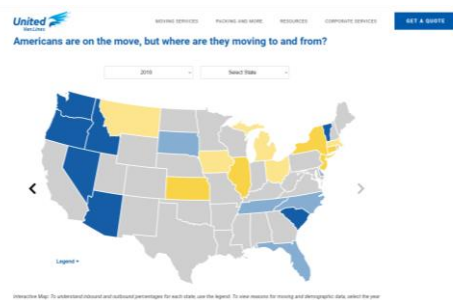 United
Van Lines
MOVING SERVICES PACKING AND MORE RESOURCES CORPORATE SERVICES GET A QUOTE
Americans are on the move, but where are they moving to and from?
Select State
Legend
Interactive Map: To understand inbound and outbound percentages for each state, use the legend. To view reasons for moving and demographic data, select the year